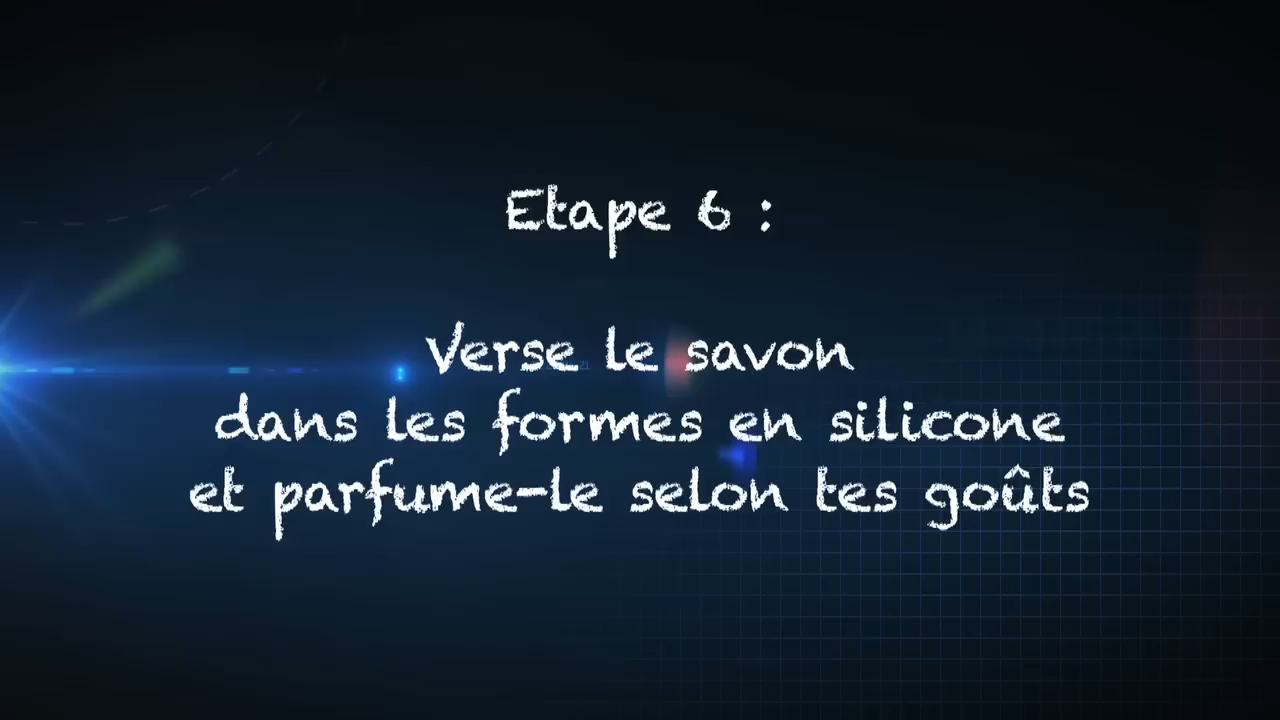 Etape 6 :
Verse le savon
dans les formes en silicone
et parfume-le selon tes goûts